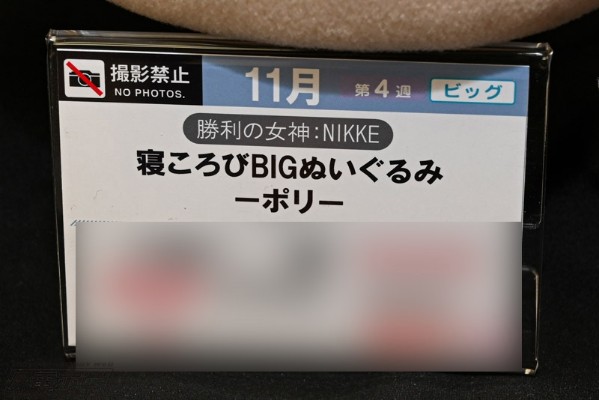 撮影禁止
NO PHOTOS.
11月 第4週 ビッグ
勝利の女神:NIKKE
寝ころびBIGぬいぐるみ
ーポリー